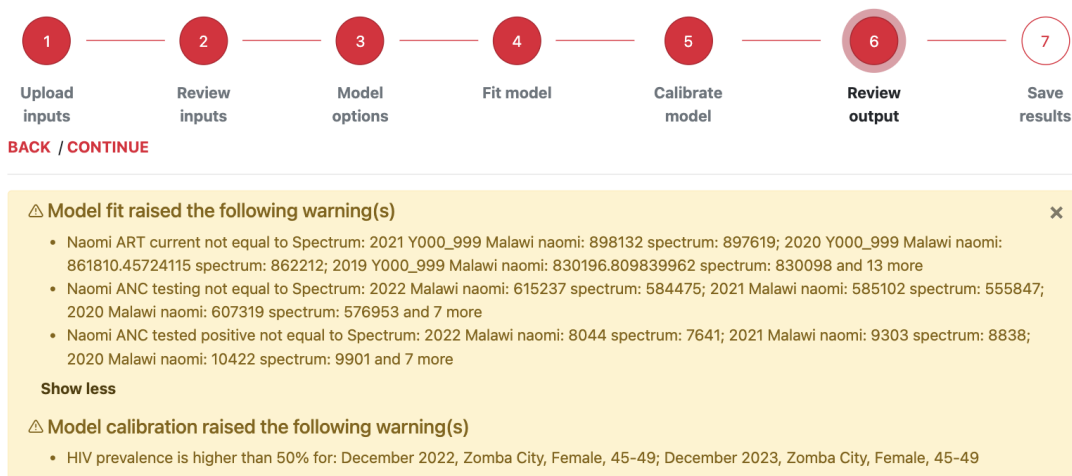 1 2 3 4 5 6 7
Upload Review Model Fit model Calibrate Review Save
inputs inputs options model output results
BACK / CONTINUE
⚠ Model fit raised the following warning(s) ×
• Naomi ART current not equal to Spectrum: 2021 Y000_999 Malawi naomi: 898132 spectrum: 897619; 2020 Y000_999 Malawi naomi:
861810.45724115 spectrum: 862212; 2019 Y000_999 Malawi naomi: 830196.809839962 spectrum: 830098 and 13 more
• Naomi ANC testing not equal to Spectrum: 2022 Malawi naomi: 615237 spectrum: 584475; 2021 Malawi naomi: 585102 spectrum: 555847;
2020 Malawi naomi: 607319 spectrum: 576953 and 7 more
• Naomi ANC tested positive not equal to Spectrum: 2022 Malawi naomi: 8044 spectrum: 7641; 2021 Malawi naomi: 9303 spectrum: 8838;
2020 Malawi naomi: 10422 spectrum: 9901 and 7 more
Show less
⚠ Model calibration raised the following warning(s)
• HIV prevalence is higher than 50% for: December 2022, Zomba City, Female, 45-49; December 2023, Zomba City, Female, 45-49